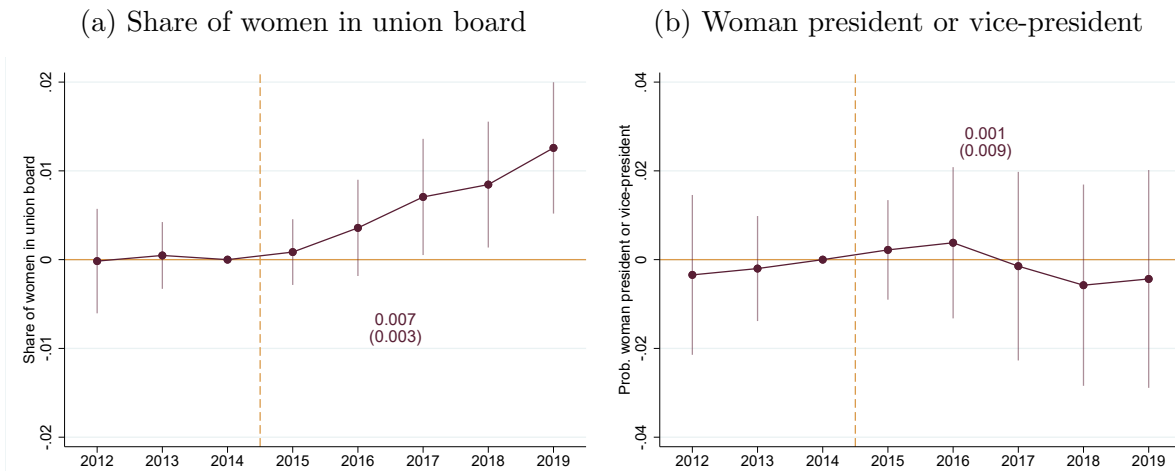 (a) Share of women in union board
Share of women in union board
.02
.01
0
-.01
-.02
0.007
(0.003)
2012 2013 2014 2015 2016 2017 2018 2019
(b) Woman president or vice-president
Prob. woman president or vice-president
.04
.02
0
-.02
-.04
0.001
(0.009)
2012 2013 2014 2015 2016 2017 2018 2019